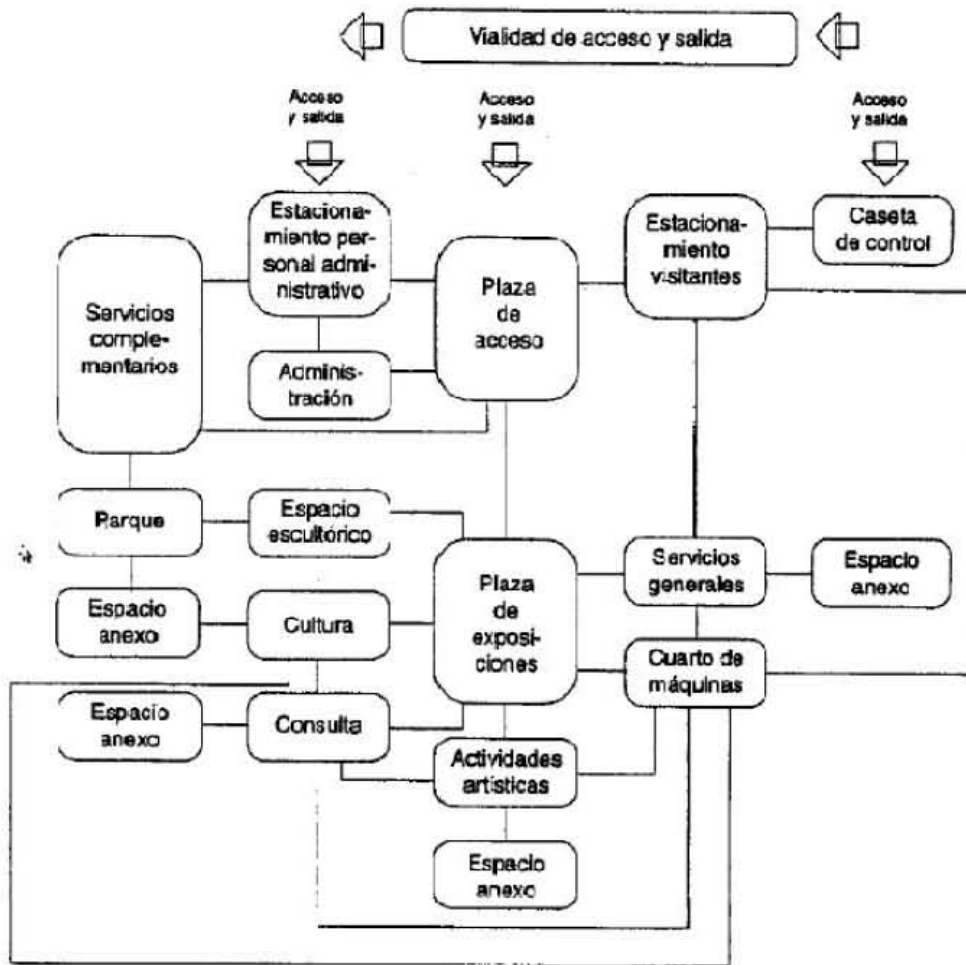 Vialidad de acceso y salida
Acceso
y salida
Acceso
y salida
Acceso
y salida
Estaciona-
miento per-
sonal admi-
nistrativo
Estaciona-
miento
visitantes
Caseta
de control
Servicios
comple-
mentarios
Plaza
de
acceso
Adminis-
tración
Parque
Espacio
escultórico
Plaza
de
exposi-
ciones
Servicios
generales
Espacio
anexo
Espacio
anexo
Cultura
Cuarto de
máquinas
Espacio
anexo
Consulta
Actividades
artísticas
Espacio
anexo